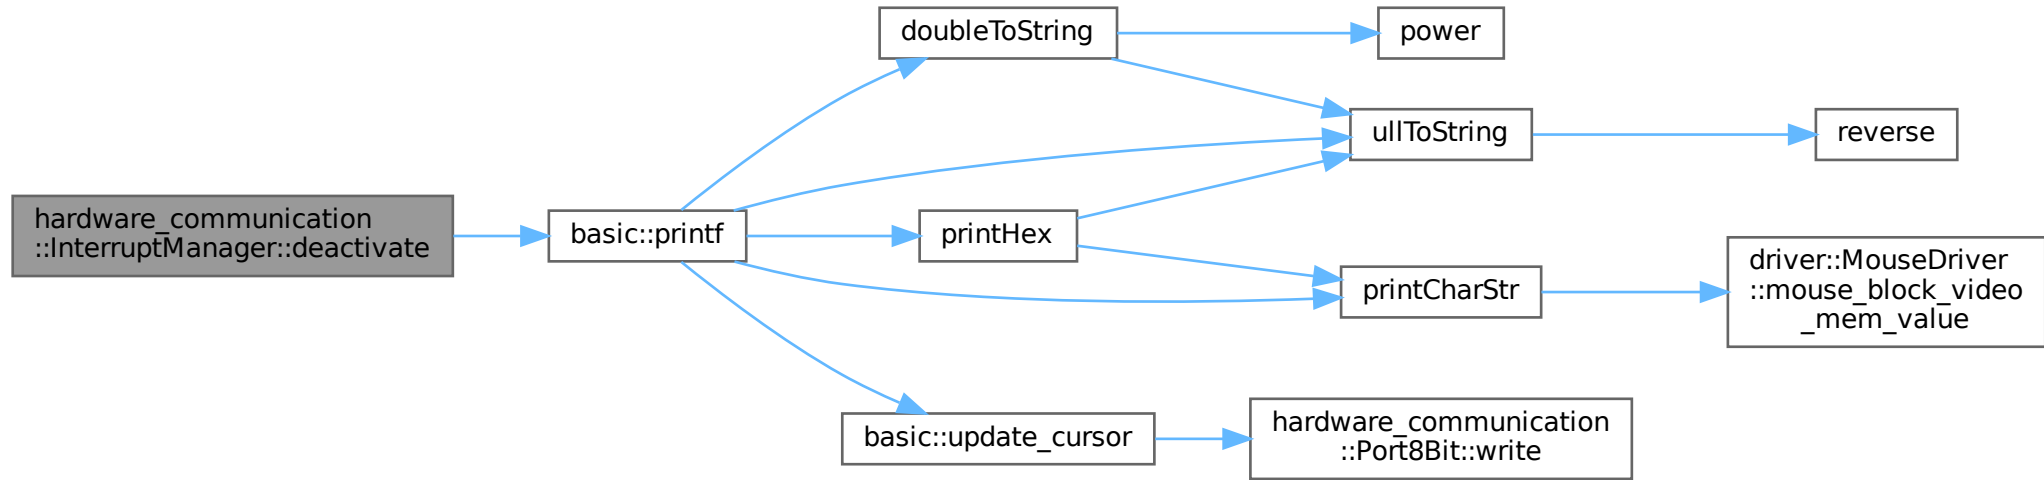 hardware_communication
::InterruptManager::deactivate
basic::printf
doubleToString
power
ullToString
reverse
printHex
printCharStr
driver::MouseDriver
::mouse_block_video
_mem_value
basic::update_cursor
hardware_communication
::Port8Bit::write